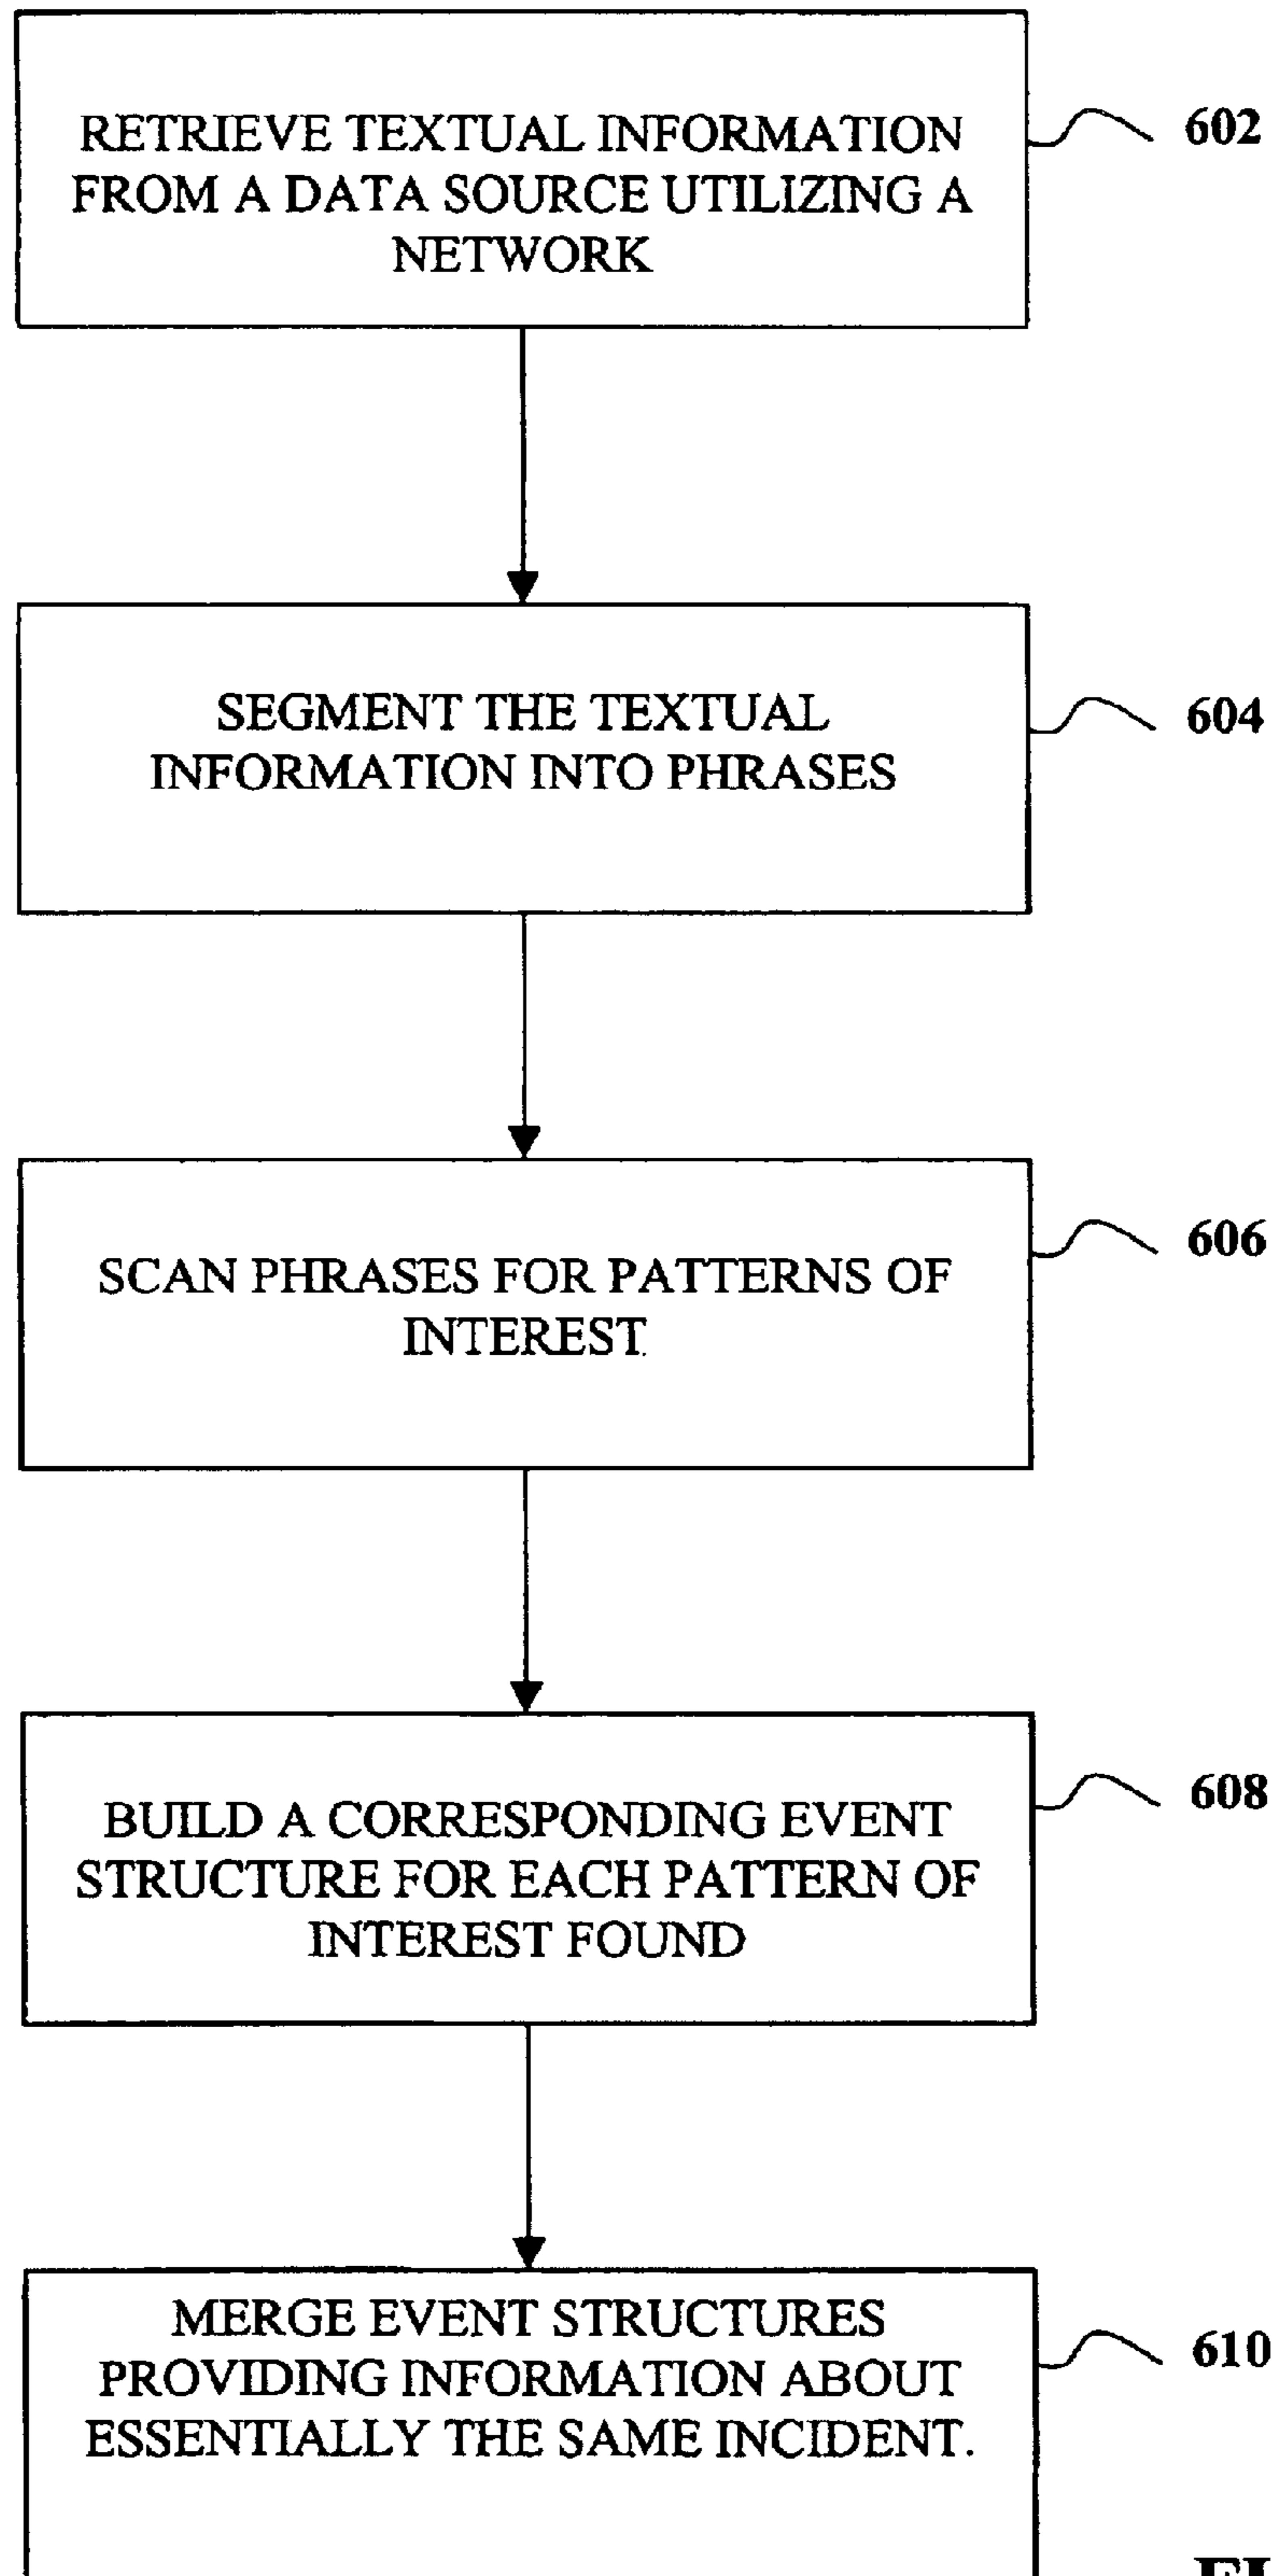 RETRIEVE TEXTUAL INFORMATION
FROM A DATA SOURCE UTILIZING A
NETWORK
602
SEGMENT THE TEXTUAL
INFORMATION INTO PHRASES
604
SCAN PHRASES FOR PATTERNS OF
INTEREST.
606
BUILD A CORRESPONDING EVENT
STRUCTURE FOR EACH PATTERN OF
INTEREST FOUND
608
MERGE EVENT STRUCTURES
PROVIDING INFORMATION ABOUT
ESSENTIALLY THE SAME INCIDENT.
610